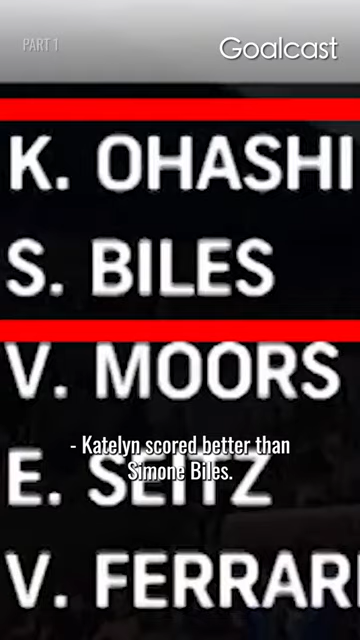 PART 1
Goalcast
K. OHASHI
S. BILES
V. MOORS
- Katelyn scored better than
Simone Biles.
E. SEITZ
V. FERRARI